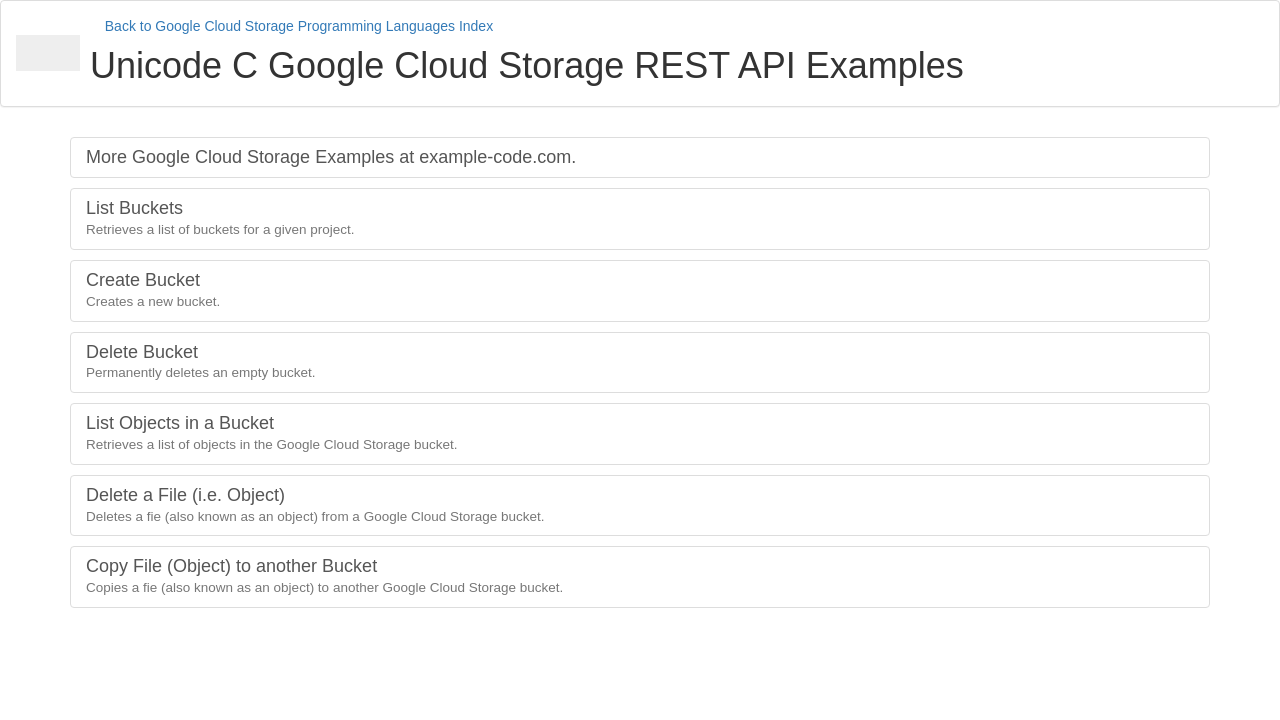 Back to Google Cloud Storage Programming Languages Index
Unicode C Google Cloud Storage REST API Examples
More Google Cloud Storage Examples at example-code.com.
List Buckets
Retrieves a list of buckets for a given project.
Create Bucket
Creates a new bucket.
Delete Bucket
Permanently deletes an empty bucket.
List Objects in a Bucket
Retrieves a list of objects in the Google Cloud Storage bucket.
Delete a File (i.e. Object)
Deletes a fie (also known as an object) from a Google Cloud Storage bucket.
Copy File (Object) to another Bucket
Copies a fie (also known as an object) to another Google Cloud Storage bucket.